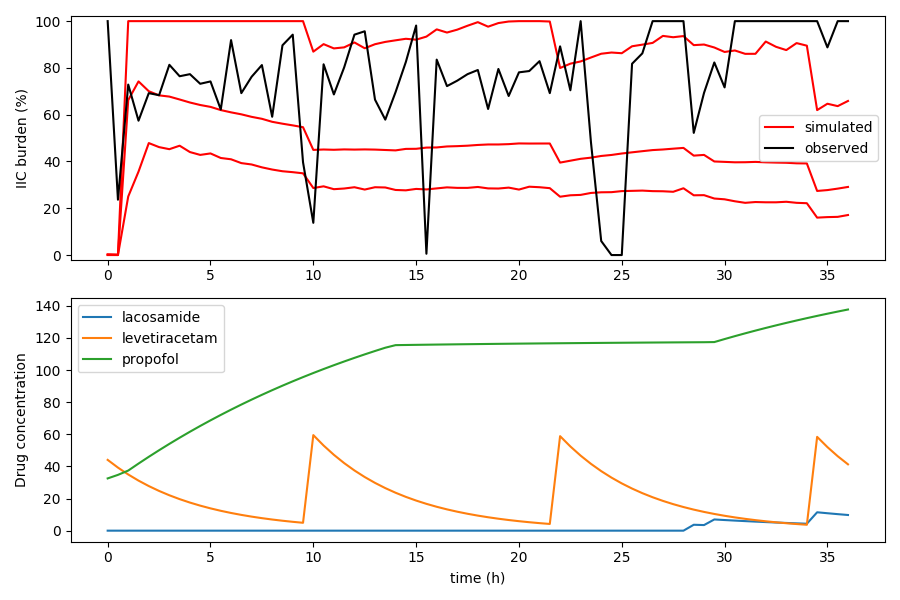 100
80
60
40
20
0
IIC burden (%)
simulated
observed
0 5 10 15 20 25 30 35
140
120
100
80
60
40
20
0
Drug concentration
lacosamide
levetiracetam
propofol
0 5 10 15 20 25 30 35
time (h)